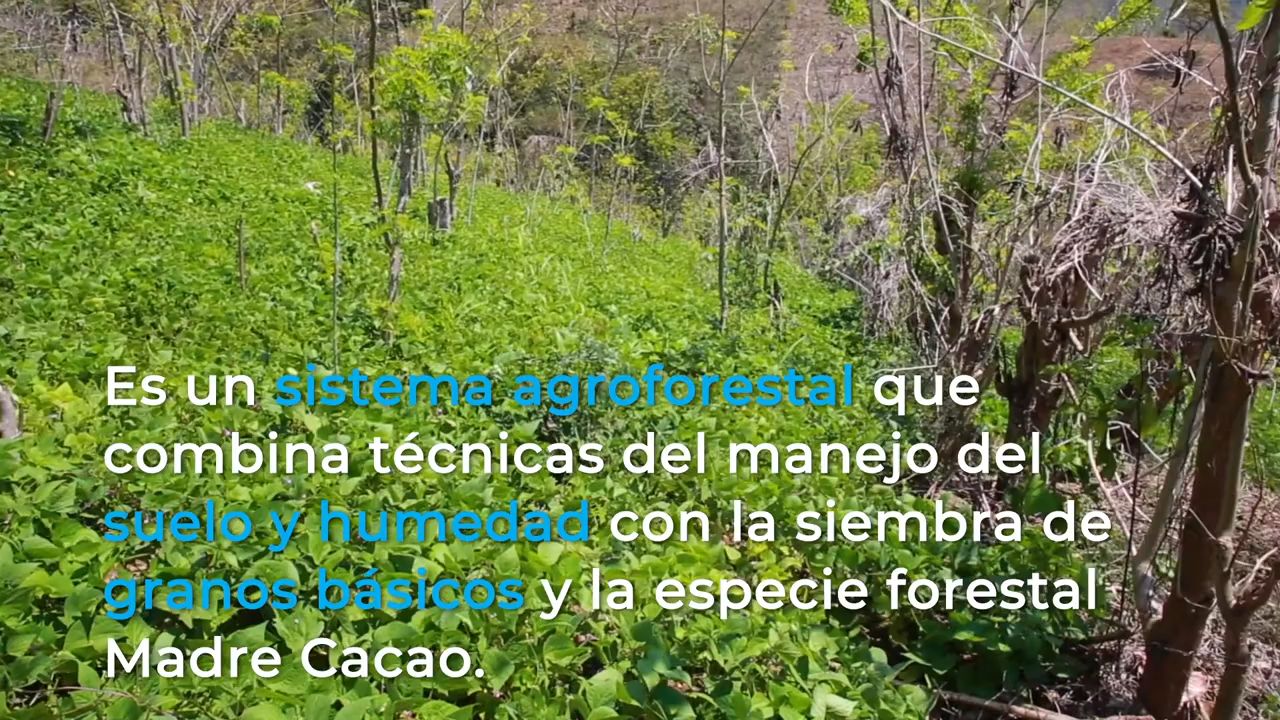 Es un sistema agroforestal que
combina técnicas del manejo del
suelo y humedad con la siembra de
granos básicos y la especie forestal
Madre Cacao.